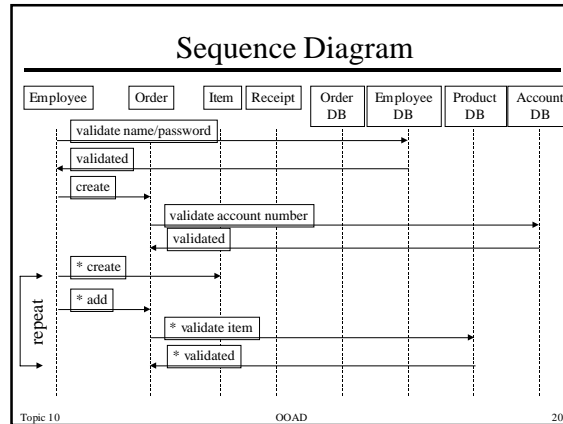 Sequence Diagram
Employee
Order
Item
Receipt
Order
DB
Employee
DB
Product
DB
Account
DB
validate name/password
validated
create
validate account number
validated
* create
* add
repeat
* validate item
* validated
Topic 10
OOAD
20